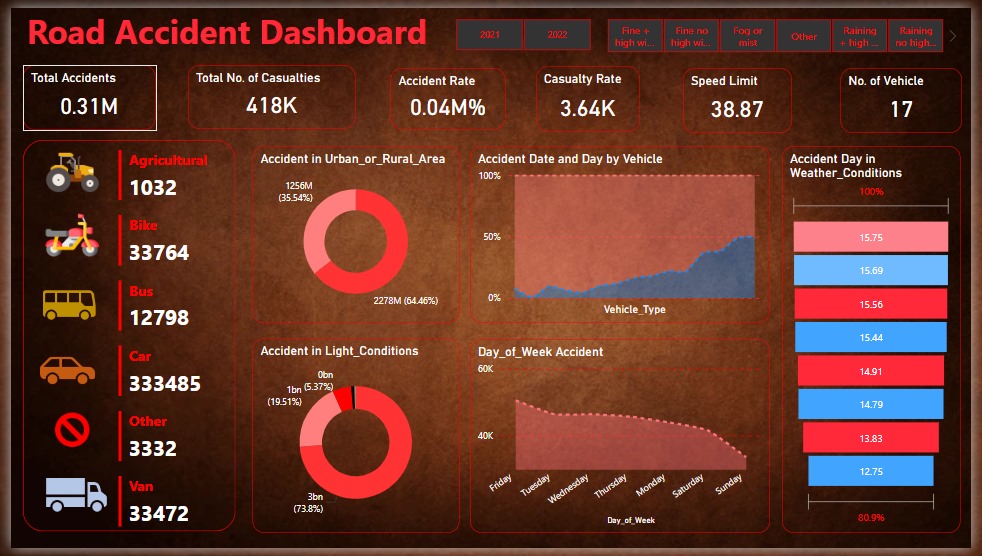 Road Accident Dashboard
2021
2022
Fine +
high wi...
Fine no
high wi...
Fog or
mist
Other
Raining
+ high ...
Raining
no high...
Total Accidents
0.31M
Total No. of Casualties
418K
Accident Rate
0.04M%
Casualty Rate
3.64K
Speed Limit
38.87
No. of Vehicle
17
Agricultural
1032
Bike
33764
Bus
12798
Car
333485
Other
3332
Van
33472
Accident in Urban_or_Rural_Area
1256M
(35.54%)
2278M (64.46%)
Accident Date and Day by Vehicle
100%
50%
0%
Vehicle_Type
Accident in Light_Conditions
0bn
(5.37%)
1bn
(19.51%)
3bn
(73.8%)
Day_of_Week Accident
60K
40K
Friday
Tuesday
Wednesday
Thursday
Monday
Saturday
Sunday
Day_of_Week
Accident Day in
Weather_Conditions
100%
15.75
15.69
15.56
15.44
14.91
14.79
13.83
12.75
80.9%